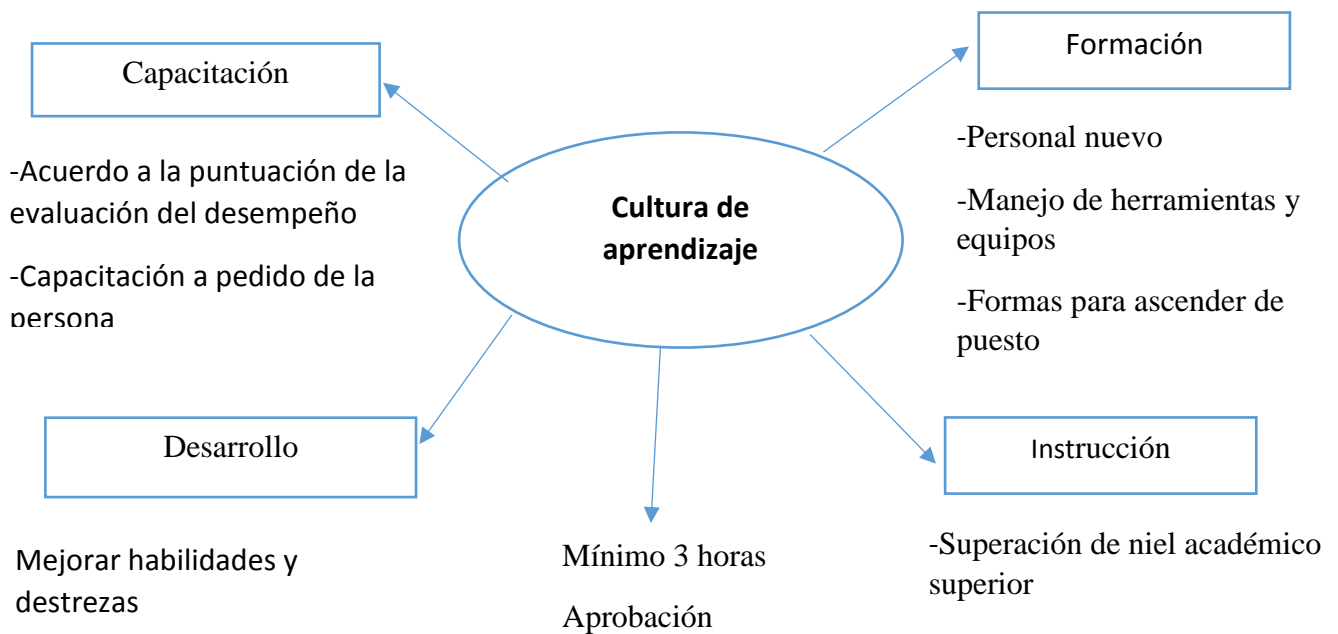 Capacitación
-Acuerdo a la puntuación de la
evaluación del desempeño
-Capacitación a pedido de la
persona
Formación
-Personal nuevo
-Manejo de herramientas y
equipos
-Formas para ascender de
puesto
Cultura de
aprendizaje
Desarrollo
Mejorar habilidades y
destrezas
Mínimo 3 horas
Aprobación
Instrucción
-Superación de niel académico
superior